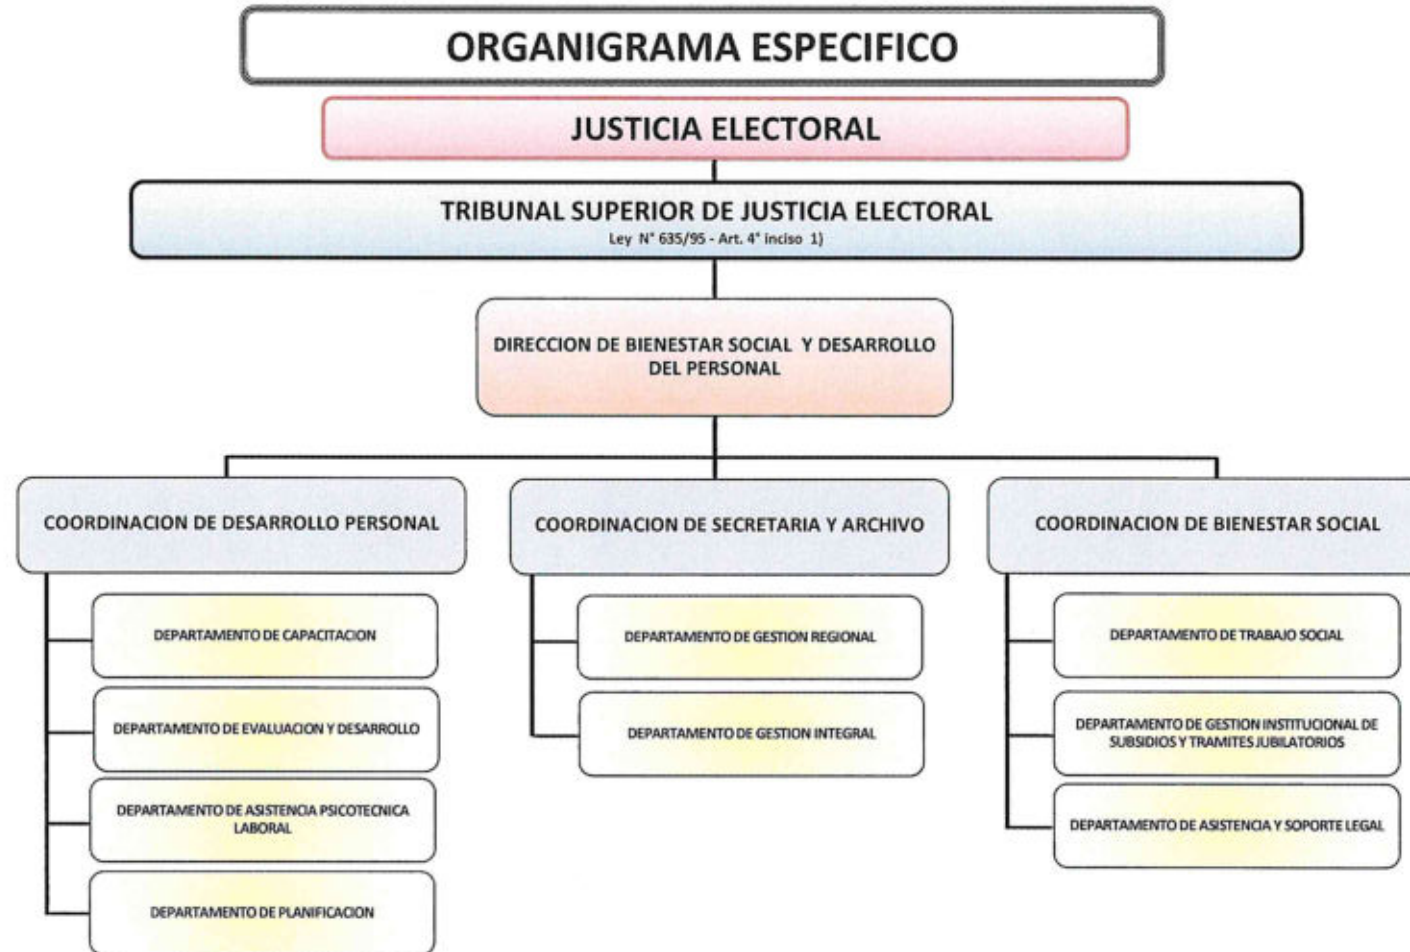 ORGANIGRAMA ESPECIFICO
JUSTICIA ELECTORAL
TRIBUNAL SUPERIOR DE JUSTICIA ELECTORAL
Ley N° 635/95 - Art. 4° inciso 1)
DIRECCION DE BIENESTAR SOCIAL Y DESARROLLO
DEL PERSONAL
COORDINACION DE DESARROLLO PERSONAL
DEPARTAMENTO DE CAPACITACION
DEPARTAMENTO DE EVALUACION Y DESARROLLO
DEPARTAMENTO DE ASISTENCIA PSICOTECNICA
LABORAL
DEPARTAMENTO DE PLANIFICACION
COORDINACION DE SECRETARIA Y ARCHIVO
DEPARTAMENTO DE GESTION REGIONAL
DEPARTAMENTO DE GESTION INTEGRAL
COORDINACION DE BIENESTAR SOCIAL
DEPARTAMENTO DE TRABAJO SOCIAL
DEPARTAMENTO DE GESTION INSTITUCIONAL DE
SUBSIDIOS Y TRAMITES JUBILATORIOS
DEPARTAMENTO DE ASISTENCIA Y SOPORTE LEGAL